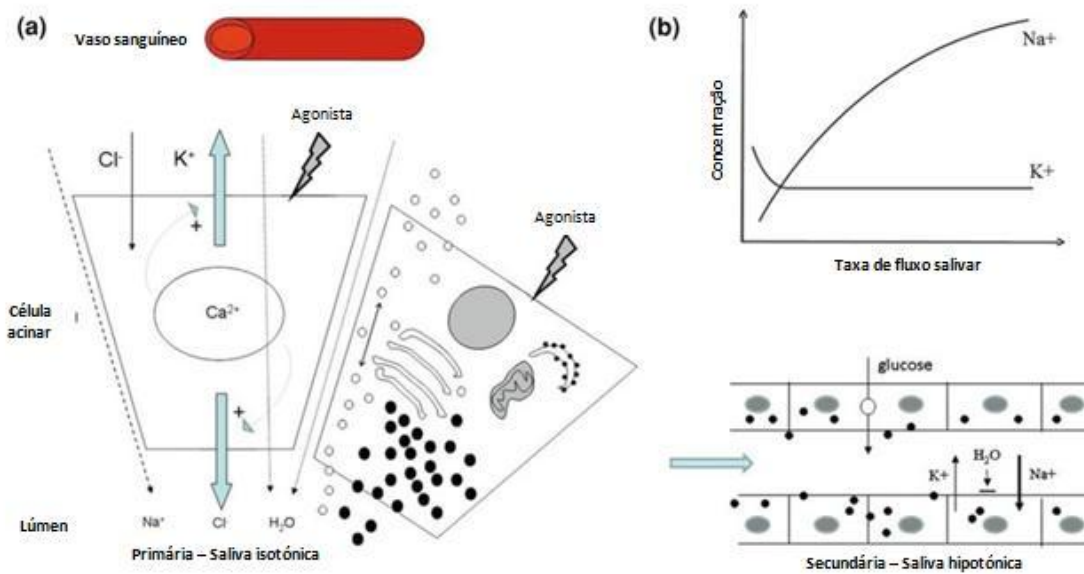 (a)
Vaso sanguíneo
Agonista
Cl-
K+
+
Agonista
Ca2+
Célula
acinar
+
Lúmen
Na+
Cl-
H2O
Primária – Saliva isotónica
(b)
Concentração
Na+
K+
Taxa de fluxo salivar
glucose
H2O
K+
Na+
Secundária – Saliva hipotónica